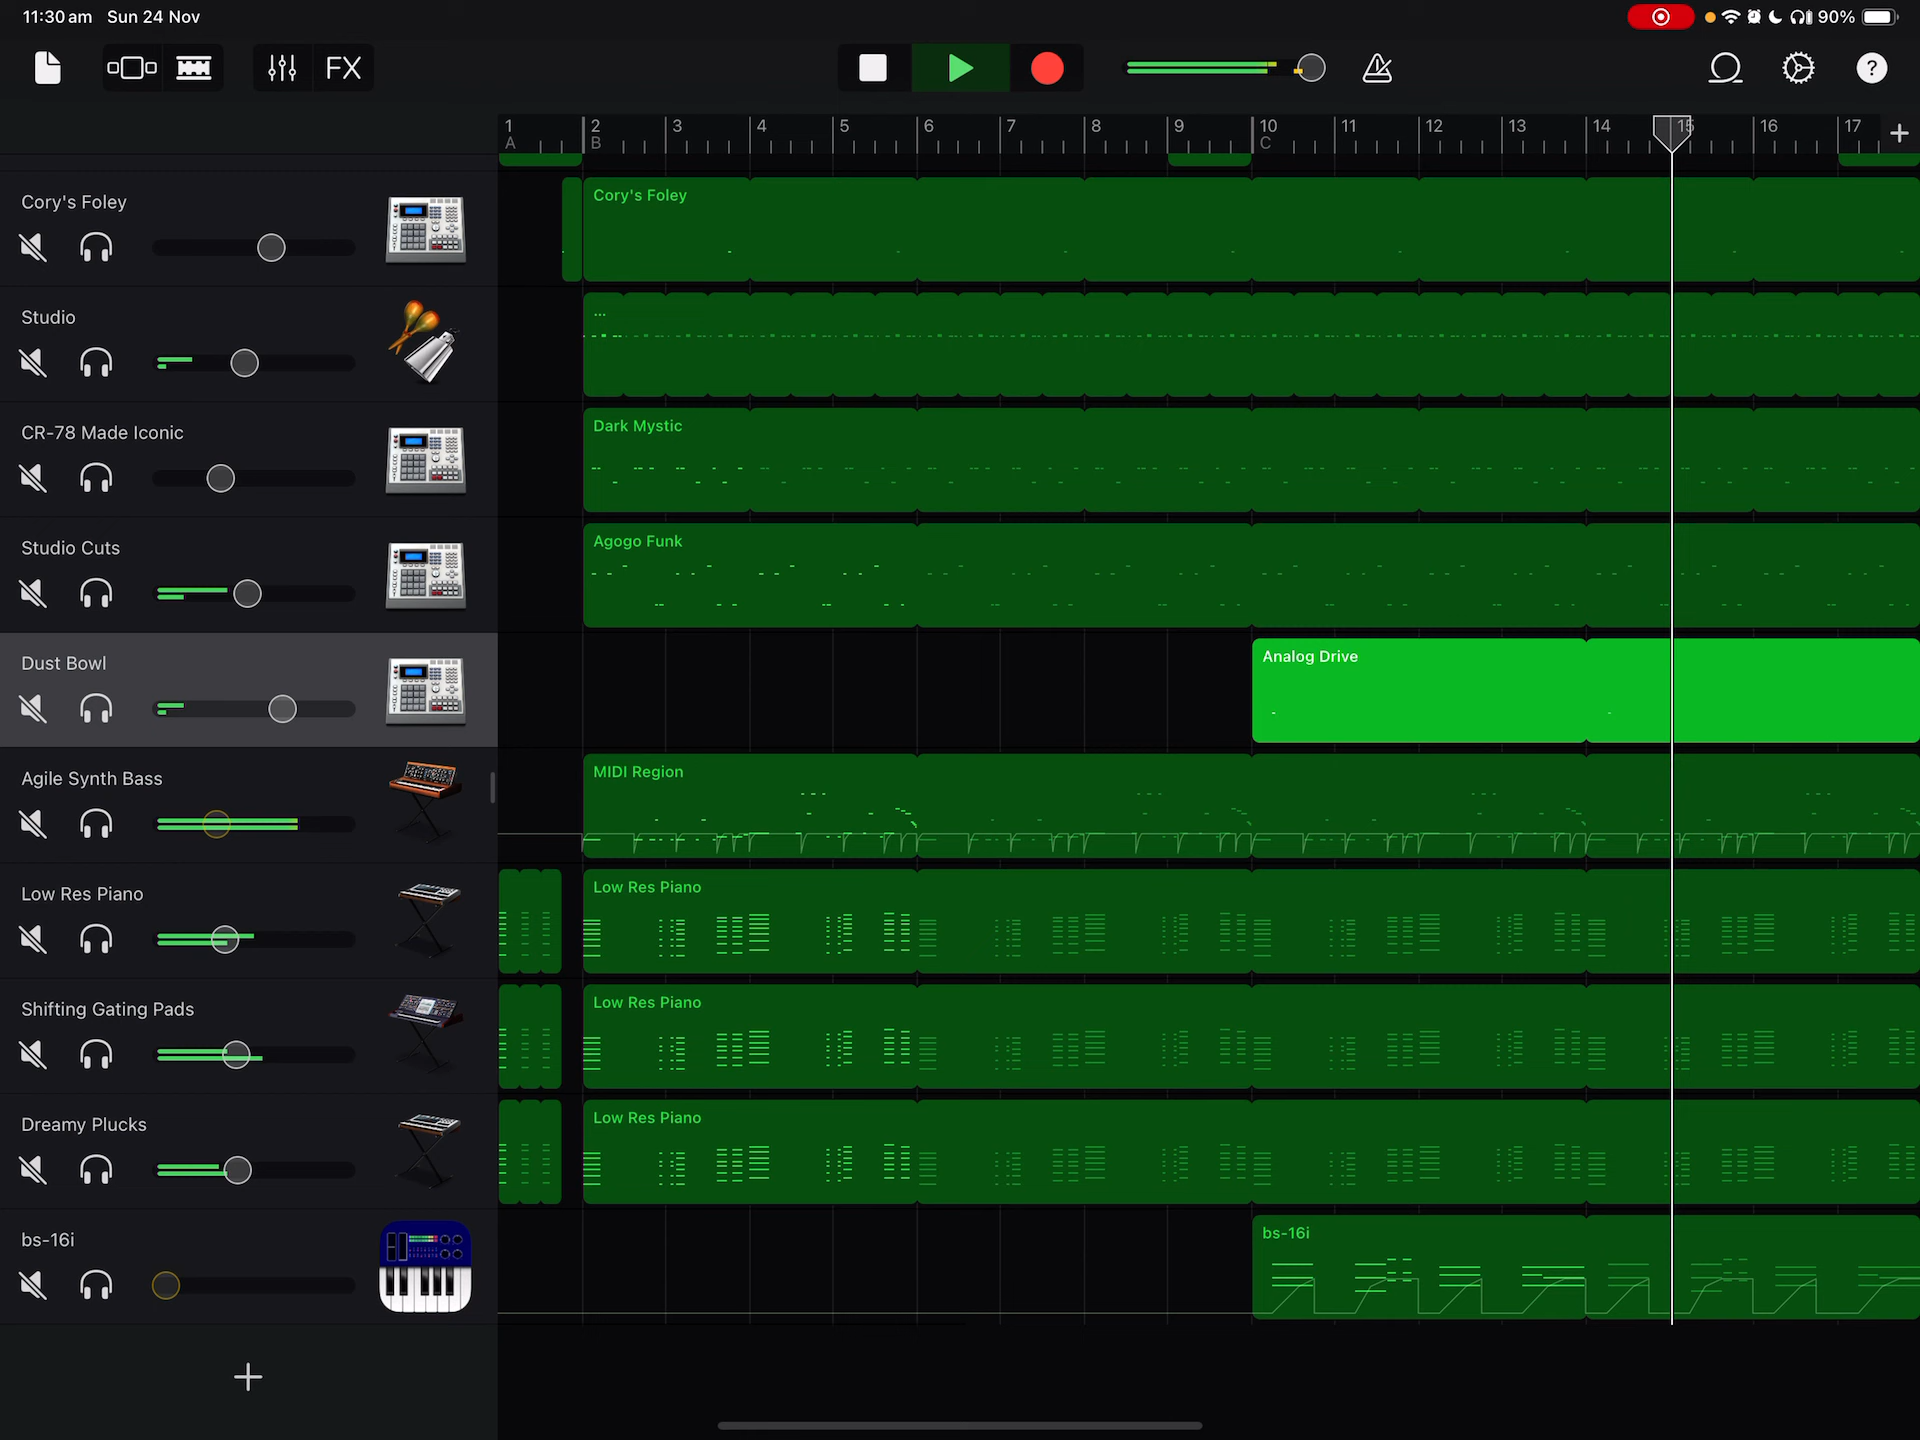 11:30 am Sun 24 Nov
90%
FX
?
1 2 3 4 5 6 7 8 9 10 11 12 13 14 15 16 17
A B C
Cory's Foley
Cory's Foley
Studio
...
CR-78 Made Iconic
Dark Mystic
Studio Cuts
Agogo Funk
Dust Bowl
Analog Drive
Agile Synth Bass
MIDI Region
Low Res Piano
Low Res Piano
Shifting Gating Pads
Low Res Piano
Dreamy Plucks
Low Res Piano
bs-16i
bs-16i